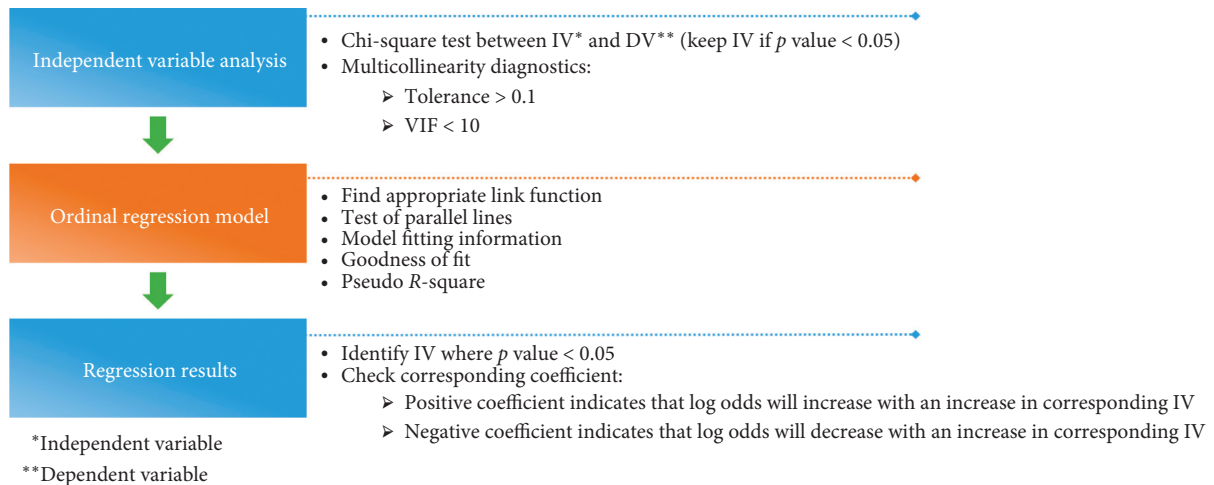 Independent variable analysis
• Chi-square test between IV* and DV** (keep IV if p value < 0.05)
• Multicollinearity diagnostics:
➢ Tolerance > 0.1
➢ VIF < 10
Ordinal regression model
• Find appropriate link function
• Test of parallel lines
• Model fitting information
• Goodness of fit
• Pseudo R-square
Regression results
• Identify IV where p value < 0.05
• Check corresponding coefficient:
➢ Positive coefficient indicates that log odds will increase with an increase in corresponding IV
➢ Negative coefficient indicates that log odds will decrease with an increase in corresponding IV
*Independent variable
**Dependent variable